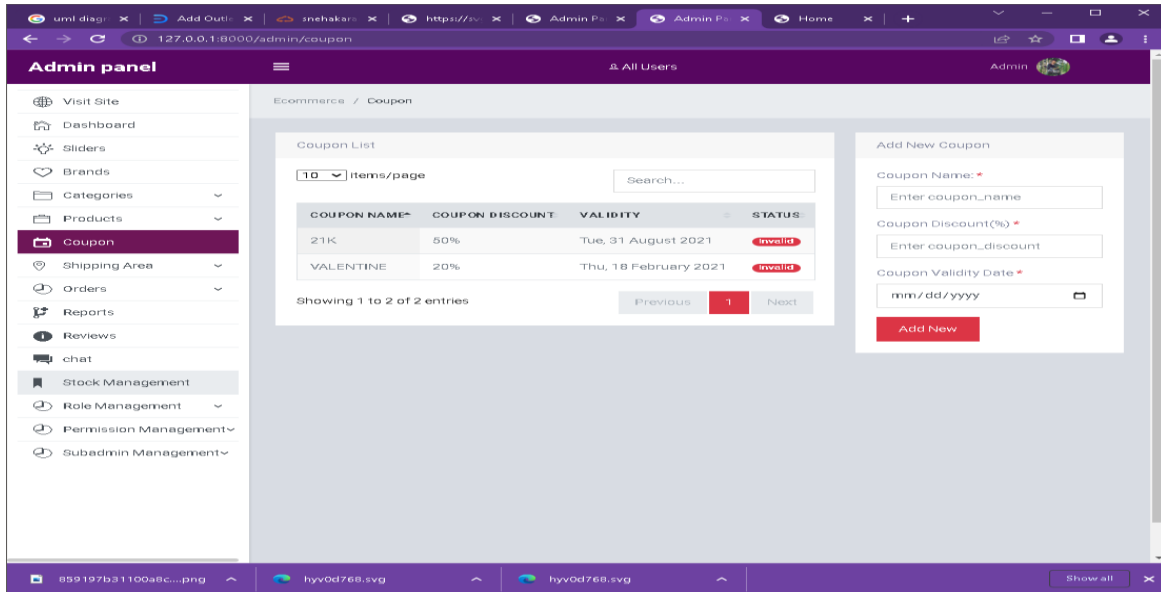 uml diagr
Add Outle
snehakars
https://sv
Admin Pa
Admin Pa
Home
127.0.0.1:8000/admin/coupon
Admin panel
All Users
Admin
Visit Site
Dashboard
Sliders
Brands
Categories
Products
Coupon
Shipping Area
Orders
Reports
Reviews
chat
Stock Management
Role Management
Permission Management
Subadmin Management
Ecommerce / Coupon
Coupon List
10 items/page
Search...
COUPON NAME COUPON DISCOUNT VALIDITY STATUS
21K 50% Tue, 31 August 2021 Invalid
VALENTINE 20% Thu, 18 February 2021 Invalid
Showing 1 to 2 of 2 entries
Previous 1 Next
Add New Coupon
Coupon Name: *
Enter coupon_name
Coupon Discount(%) *
Enter coupon_discount
Coupon Validity Date *
mm/dd/yyyy
Add New
859197b31100a8c....png
hyv0d768.svg
hyv0d768.svg
Show all